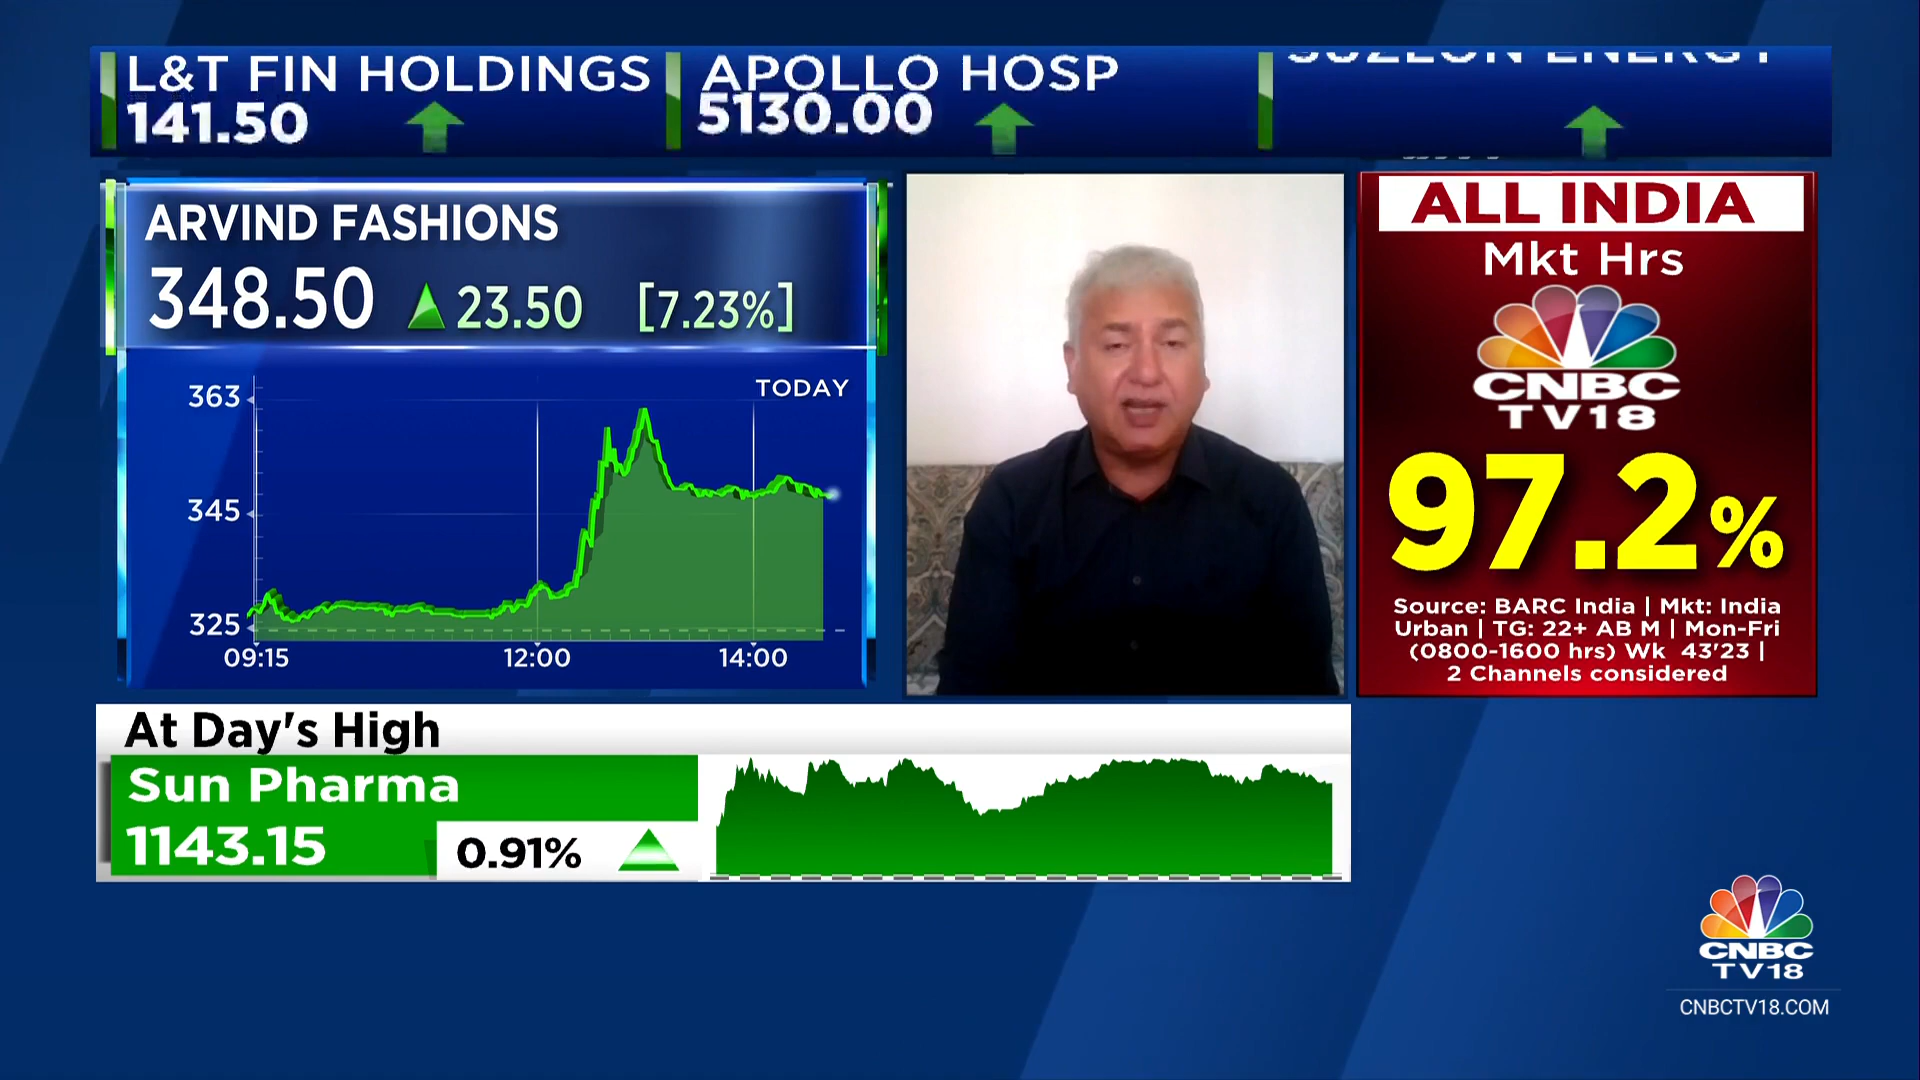 L&T FIN HOLDINGS
141.50
APOLLO HOSP
5130.00
SUZLON ENERGY
ARVIND FASHIONS
348.50 23.50 [7.23%]
TODAY
363
345
325
09:15 12:00 14:00
ALL INDIA
Mkt Hrs
CNBC
TV18
97.2%
Source: BARC India | Mkt: India
Urban | TG: 22+ AB M | Mon-Fri
(0800-1600 hrs) Wk 43'23 |
2 Channels considered
At Day's High
Sun Pharma
1143.15
0.91%
CNBC
TV18
CNBCTV18.COM